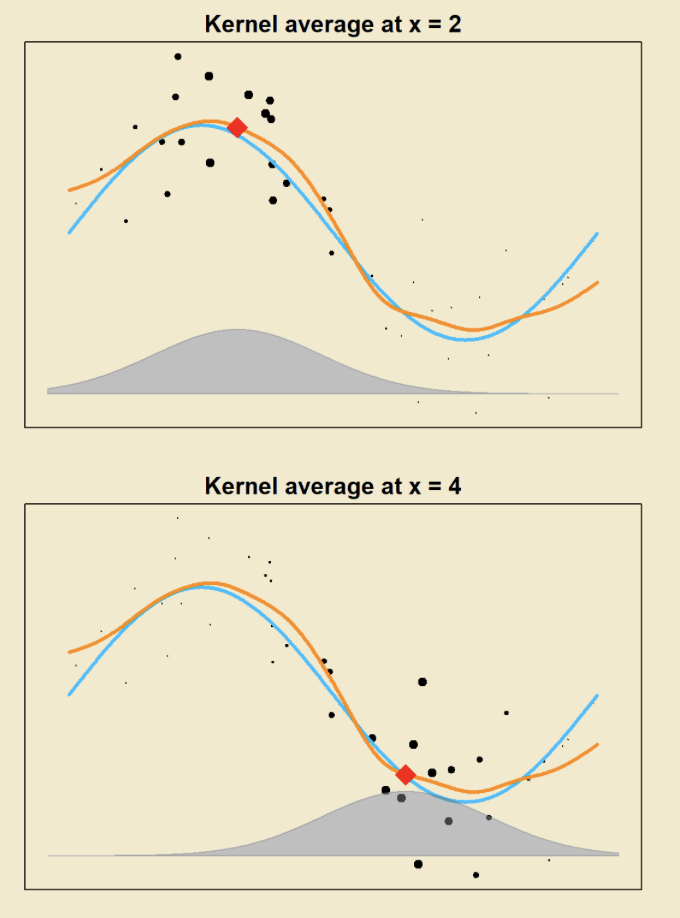 Kernel average at x = 2
Kernel average at x = 4